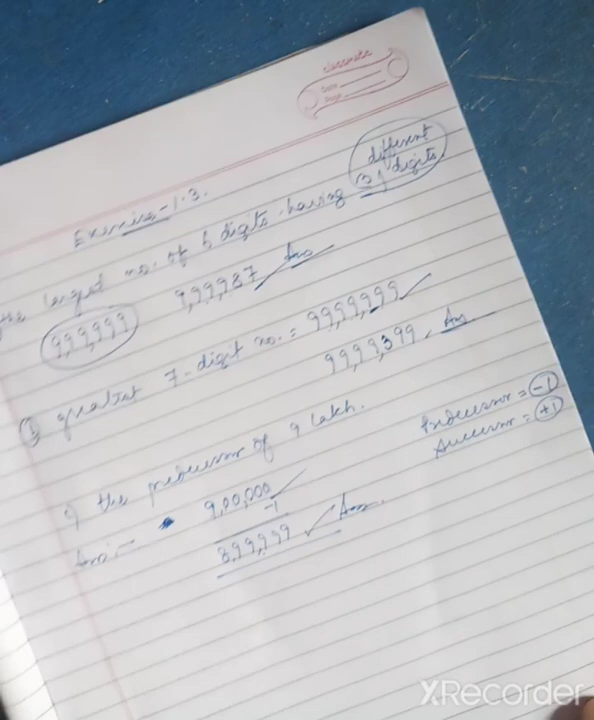 classmate
Date
Page
Exercise-1.3.
the largest no. of 6 digits having 3 different digits
9,99,999 9,99,987 Ans
greatest 7-digit no. = 99,99,999
99,99,399 Ans
the predecessor of 9 lakh.
Predecessor = -1
Successor = +1
Ans:- 9,00,000
-1
8,99,999 Ans.
XRecorder